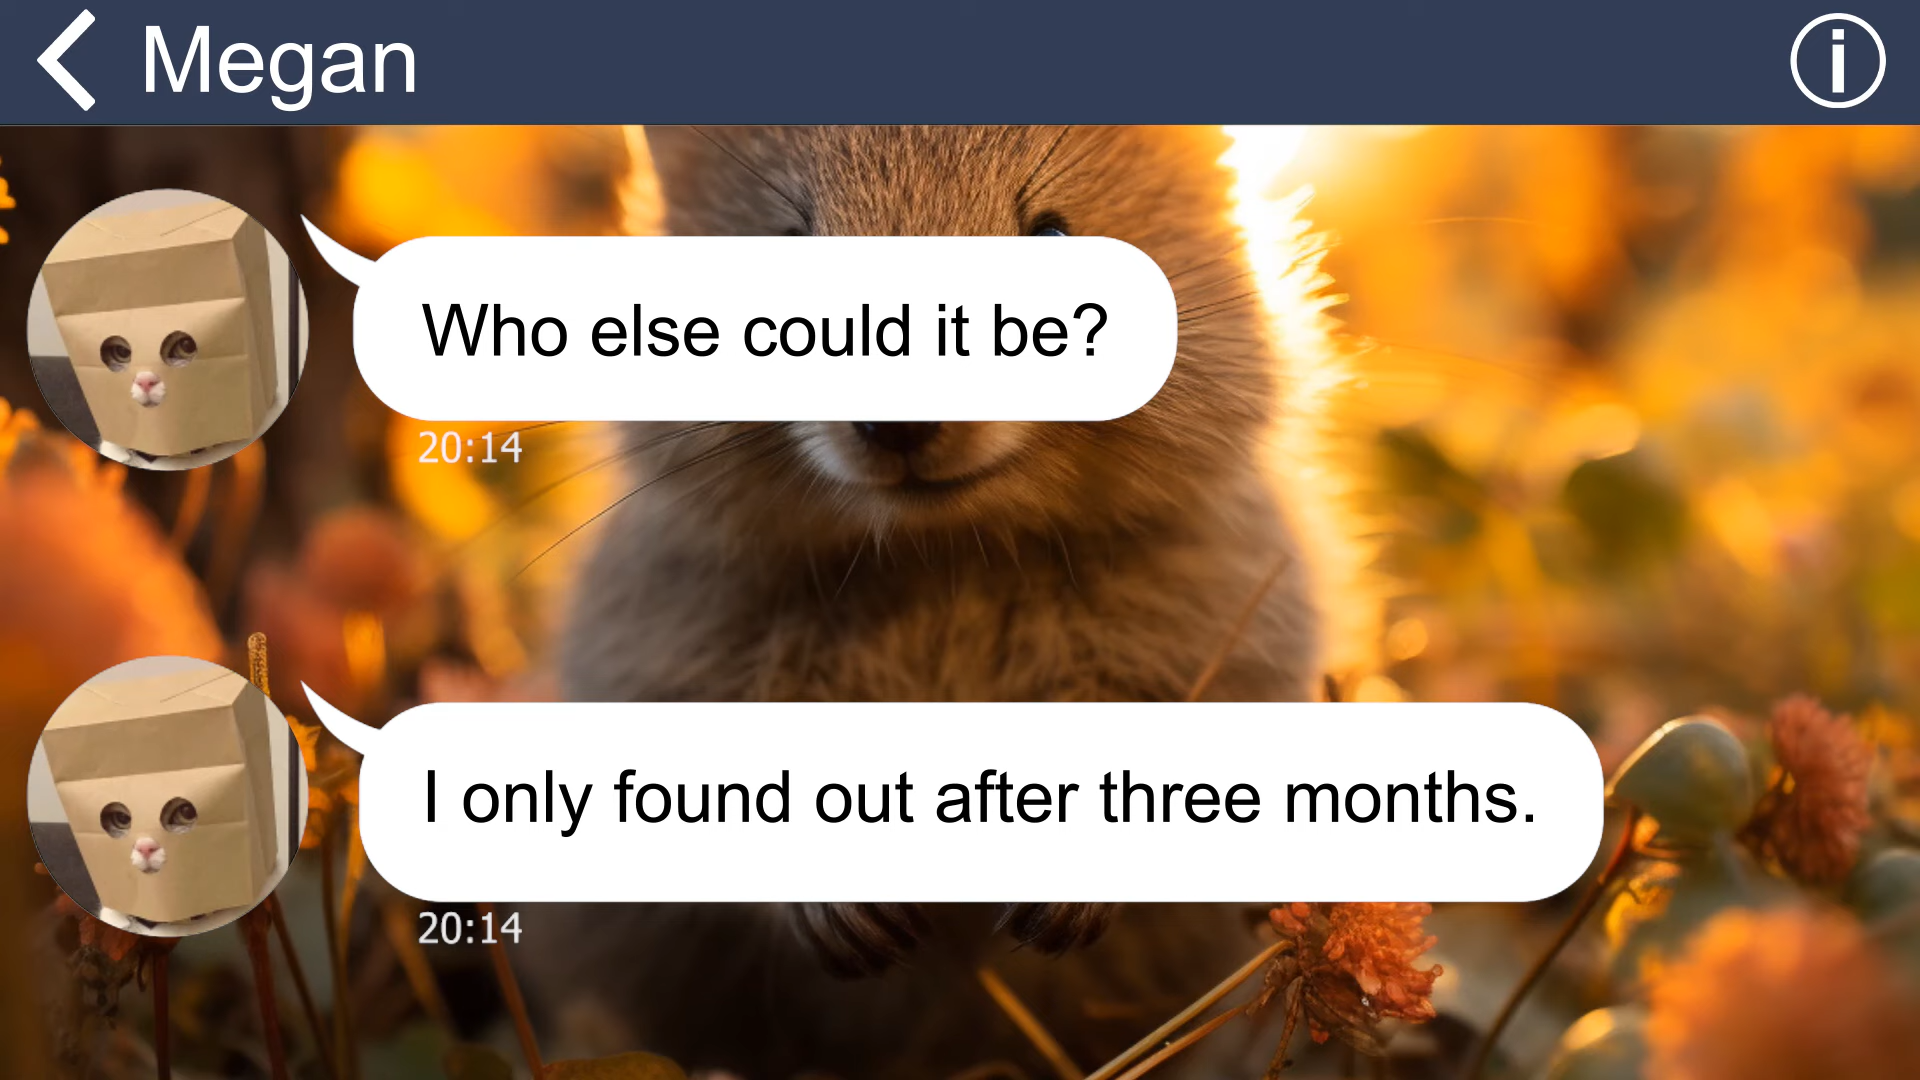 Megan
Who else could it be?
20:14
I only found out after three months.
20:14